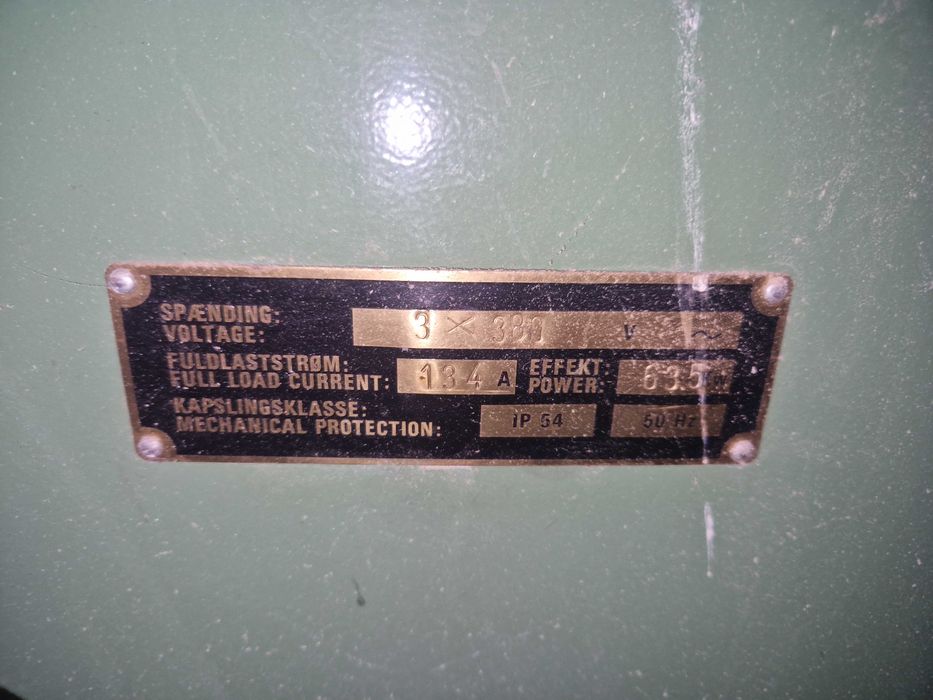 SPÆNDING:
VOLTAGE: 3 × 380 V ~
FULDLASTSTRØM: EFFEKT:
FULL LOAD CURRENT: 134 A POWER: 635
KAPSLINGSKLASSE:
MECHANICAL PROTECTION: IP 54 50 Hz